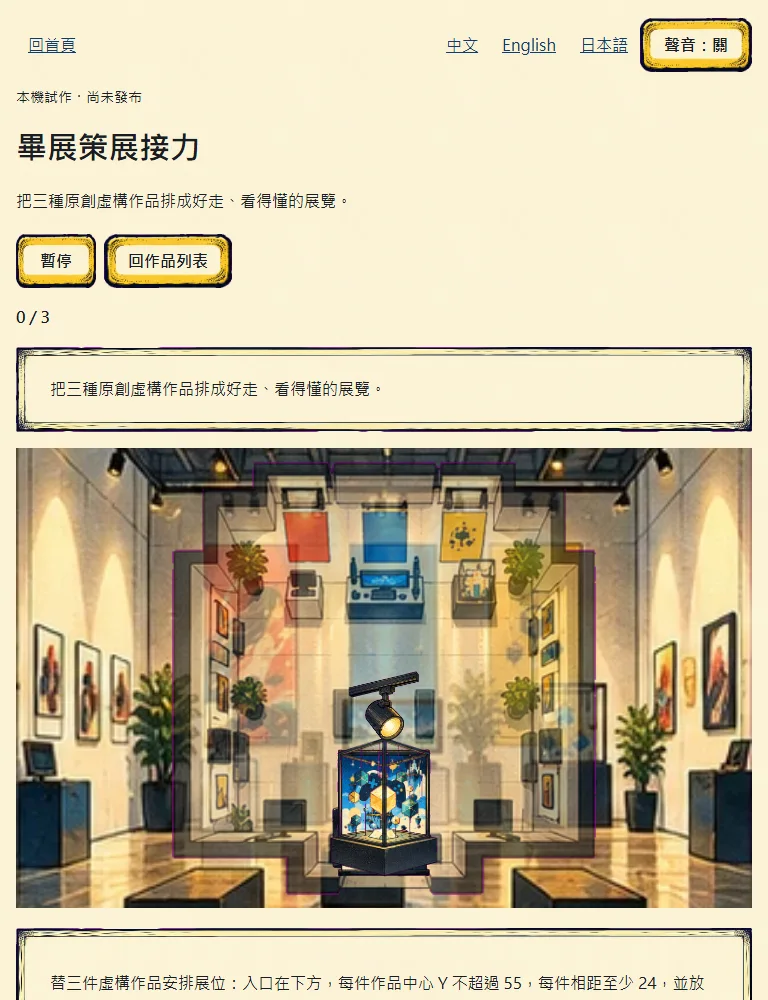 回首頁
中文 English 日本語 聲音：關
本機試作・尚未發布
畢展策展接力
把三種原創虛構作品排成好走、看得懂的展覽。
暫停 回作品列表
0 / 3
把三種原創虛構作品排成好走、看得懂的展覽。
替三件虛構作品安排展位：入口在下方，每件作品中心 Y 不超過 55，每件相距至少 24，並放